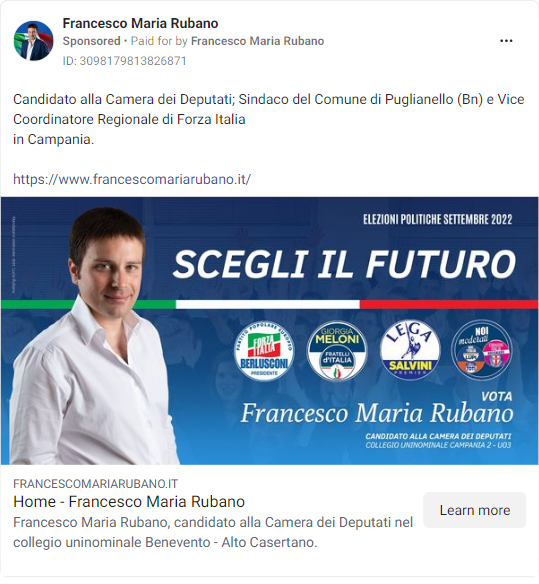 Francesco Maria Rubano
Sponsored • Paid for by Francesco Maria Rubano
ID: 3098179813826871
Candidato alla Camera dei Deputati; Sindaco del Comune di Puglianello (Bn) e Vice
Coordinatore Regionale di Forza Italia
in Campania.
https://www.francescomariarubano.it/
ELEZIONI POLITICHE SETTEMBRE 2022
SCEGLI IL FUTURO
PARTITO POPOLARE EUROPEO
FORZA
ITALIA
BERLUSCONI
PRESIDENTE
GIORGIA
MELONI
FRATELLI
d'ITALIA
LEGA
SALVINI
PREMIER
NOI
moderati
VOTA
Francesco Maria Rubano
CANDIDATO ALLA CAMERA DEI DEPUTATI
COLLEGIO UNINOMINALE CAMPANIA 2 - U03
FRANCESCOMARIARUBANO.IT
Home - Francesco Maria Rubano
Francesco Maria Rubano, candidato alla Camera dei Deputati nel
collegio uninominale Benevento - Alto Casertano.
Learn more